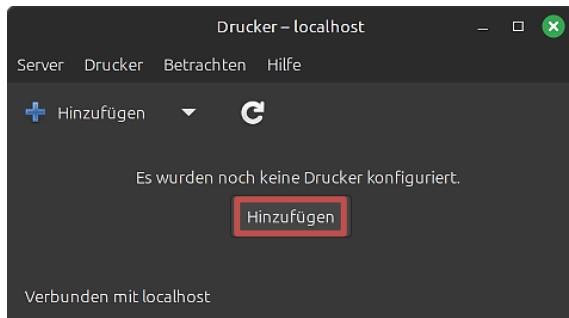 Drucker – localhost
Server Drucker Betrachten Hilfe
Hinzufügen
Es wurden noch keine Drucker konfiguriert.
Hinzufügen
Verbunden mit localhost